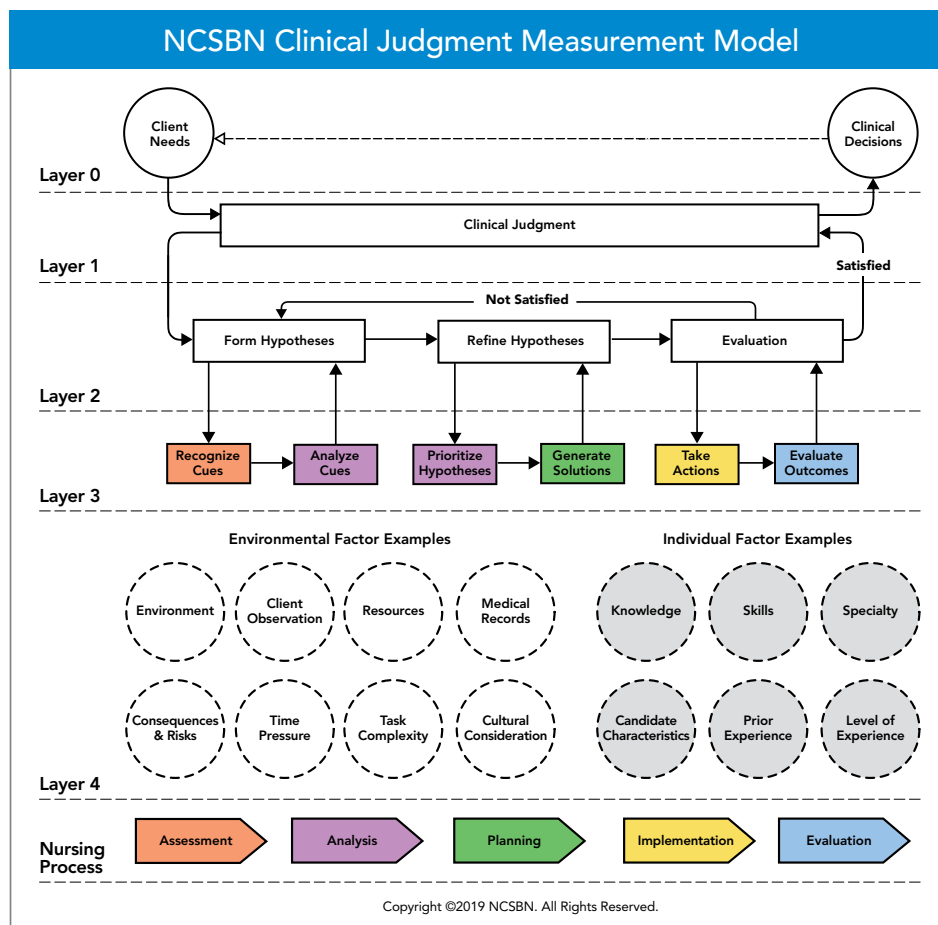 NCSBN Clinical Judgment Measurement Model
Client
Needs
Clinical
Decisions
Layer 0
Clinical Judgment
Layer 1
Satisfied
Not Satisfied
Form Hypotheses
Refine Hypotheses
Evaluation
Layer 2
Recognize
Cues
Analyze
Cues
Prioritize
Hypotheses
Generate
Solutions
Take
Actions
Evaluate
Outcomes
Layer 3
Environmental Factor Examples
Individual Factor Examples
Environment
Client
Observation
Resources
Medical
Records
Knowledge
Skills
Specialty
Consequences
& Risks
Time
Pressure
Task
Complexity
Cultural
Consideration
Candidate
Characteristics
Prior
Experience
Level of
Experience
Layer 4
Nursing
Process
Assessment
Analysis
Planning
Implementation
Evaluation
Copyright ©2019 NCSBN. All Rights Reserved.